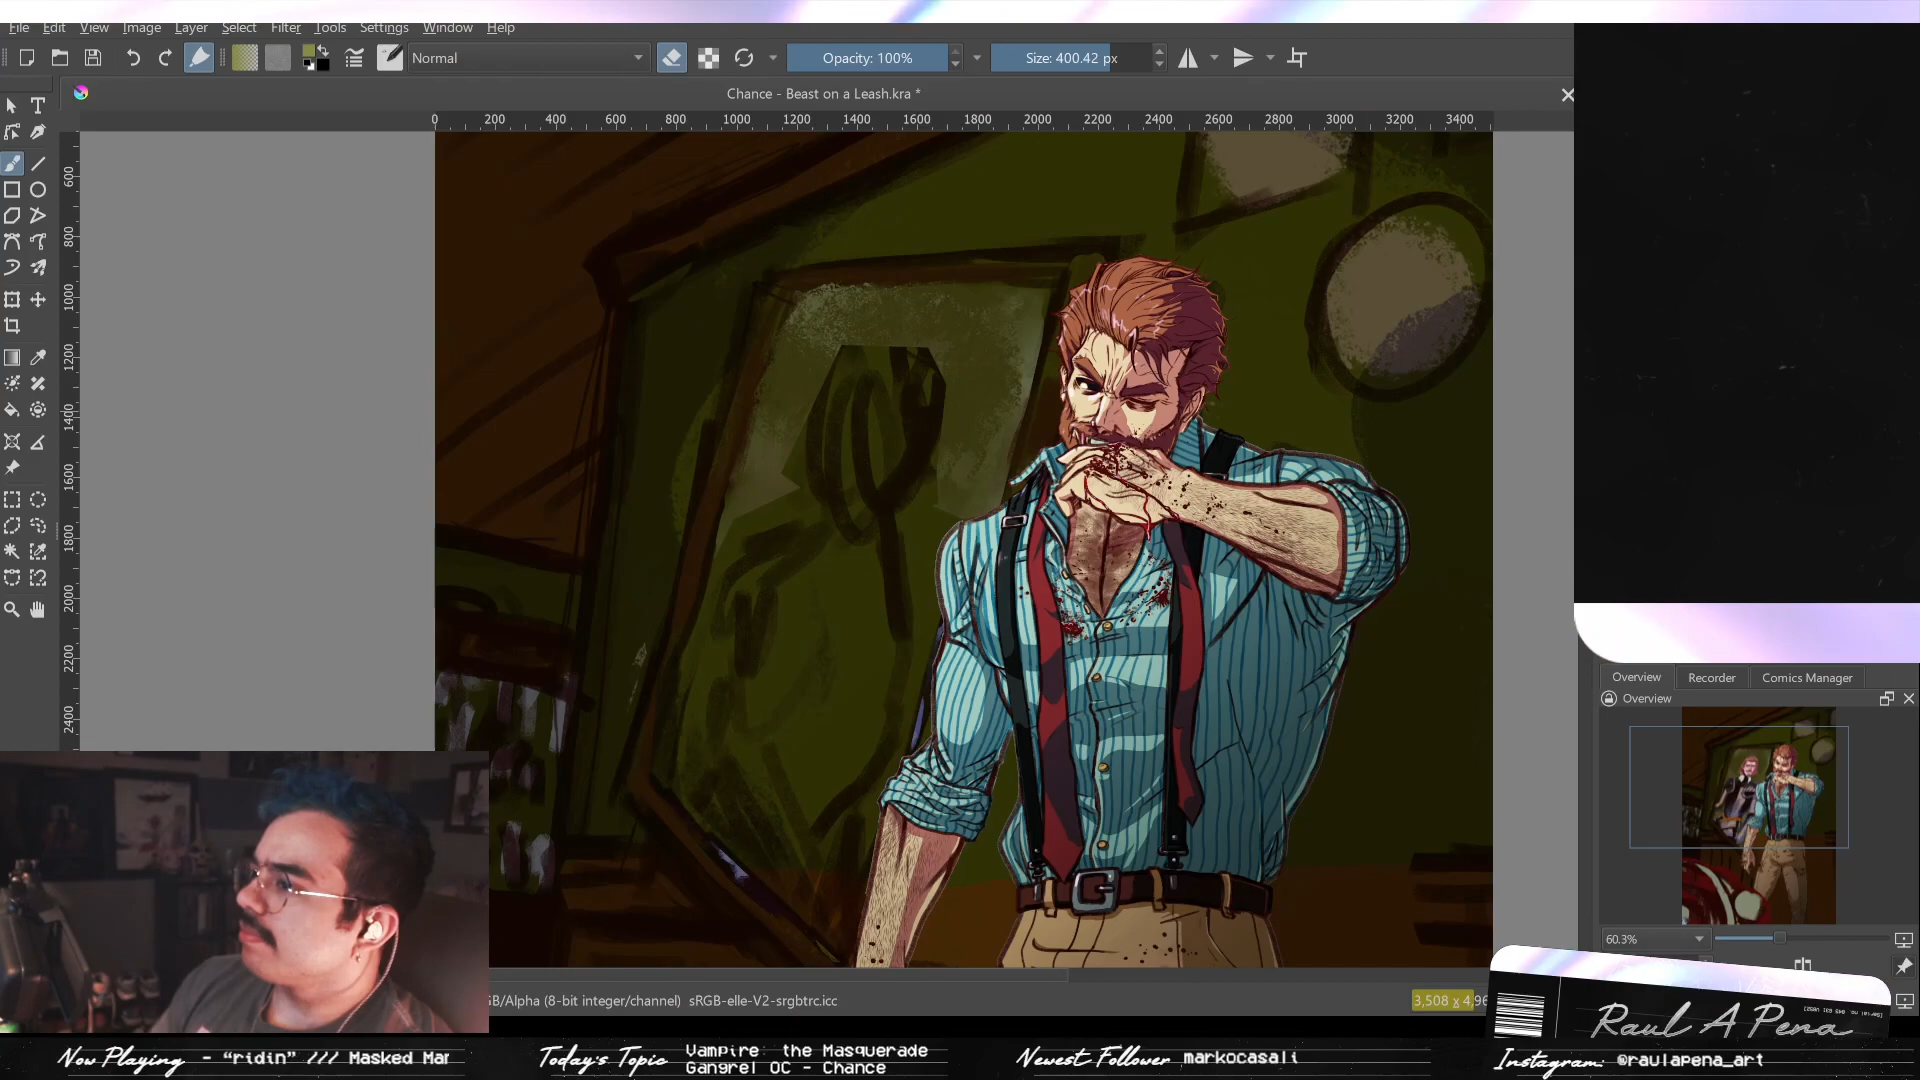 File Edit View Image Layer Select Filter Tools Settings Window Help
Normal Opacity: 100% Size: 400.42 px
Chance - Beast on a Leash.kra *
0 200 400 600 800 1000 1200 1400 1600 1800 2000 2200 2400 2600 2800 3000 3200 3400
600
800
1000
1200
1400
1600
1800
2000
2200
2400
Overview Recorder Comics Manager
Overview
60.3%
GB/Alpha (8-bit integer/channel) sRGB-elle-V2-srgbtrc.icc
3,508 x 4,96
Raul A Pena
Now Playing - "ridin" /// Masked Mar
Today's Topic Vampire: the Masquerade
Gangrel OC - Chance
Newest Follower markocasali
Instagram: @raulapena_art